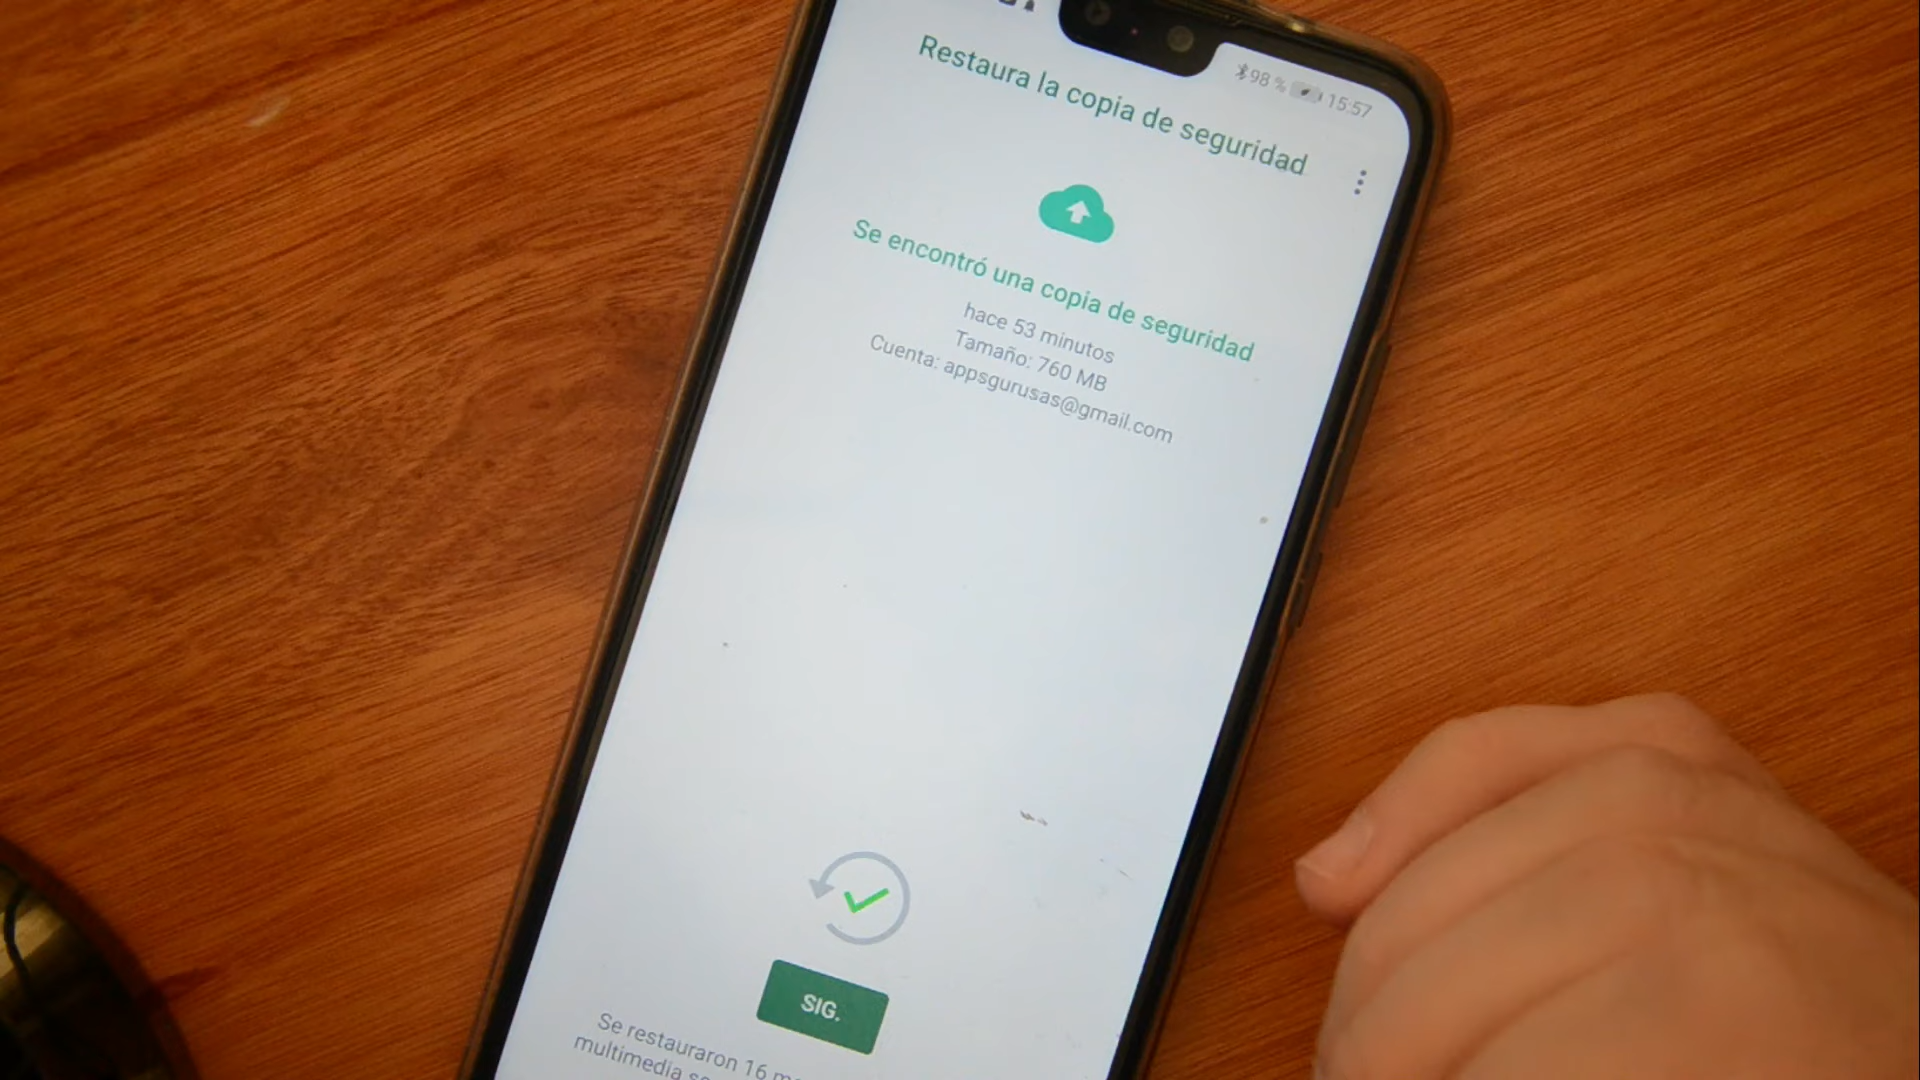 98 % 15:57
Restaura la copia de seguridad
Se encontró una copia de seguridad
hace 53 minutos
Tamaño: 760 MB
Cuenta: appsgurusas@gmail.com
SIG.
Se restauraron 16
multimedia